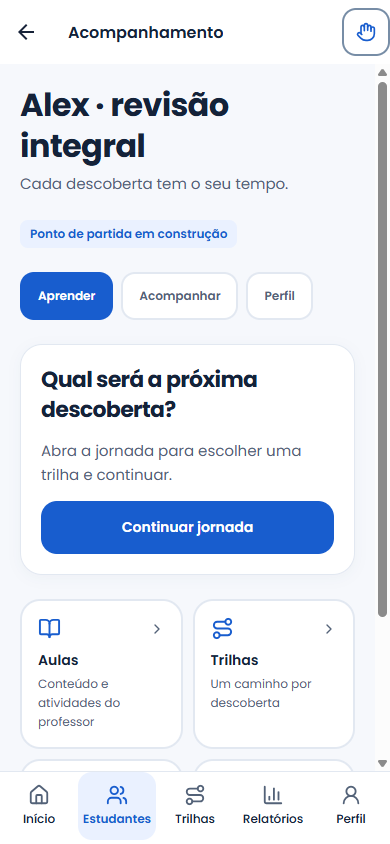 Acompanhamento
Alex · revisão
integral
Cada descoberta tem o seu tempo.
Ponto de partida em construção
Aprender
Acompanhar
Perfil
Qual será a próxima
descoberta?
Abra a jornada para escolher uma
trilha e continuar.
Continuar jornada
Aulas
Conteúdo e
atividades do
professor
Trilhas
Um caminho por
descoberta
Início
Estudantes
Trilhas
Relatórios
Perfil